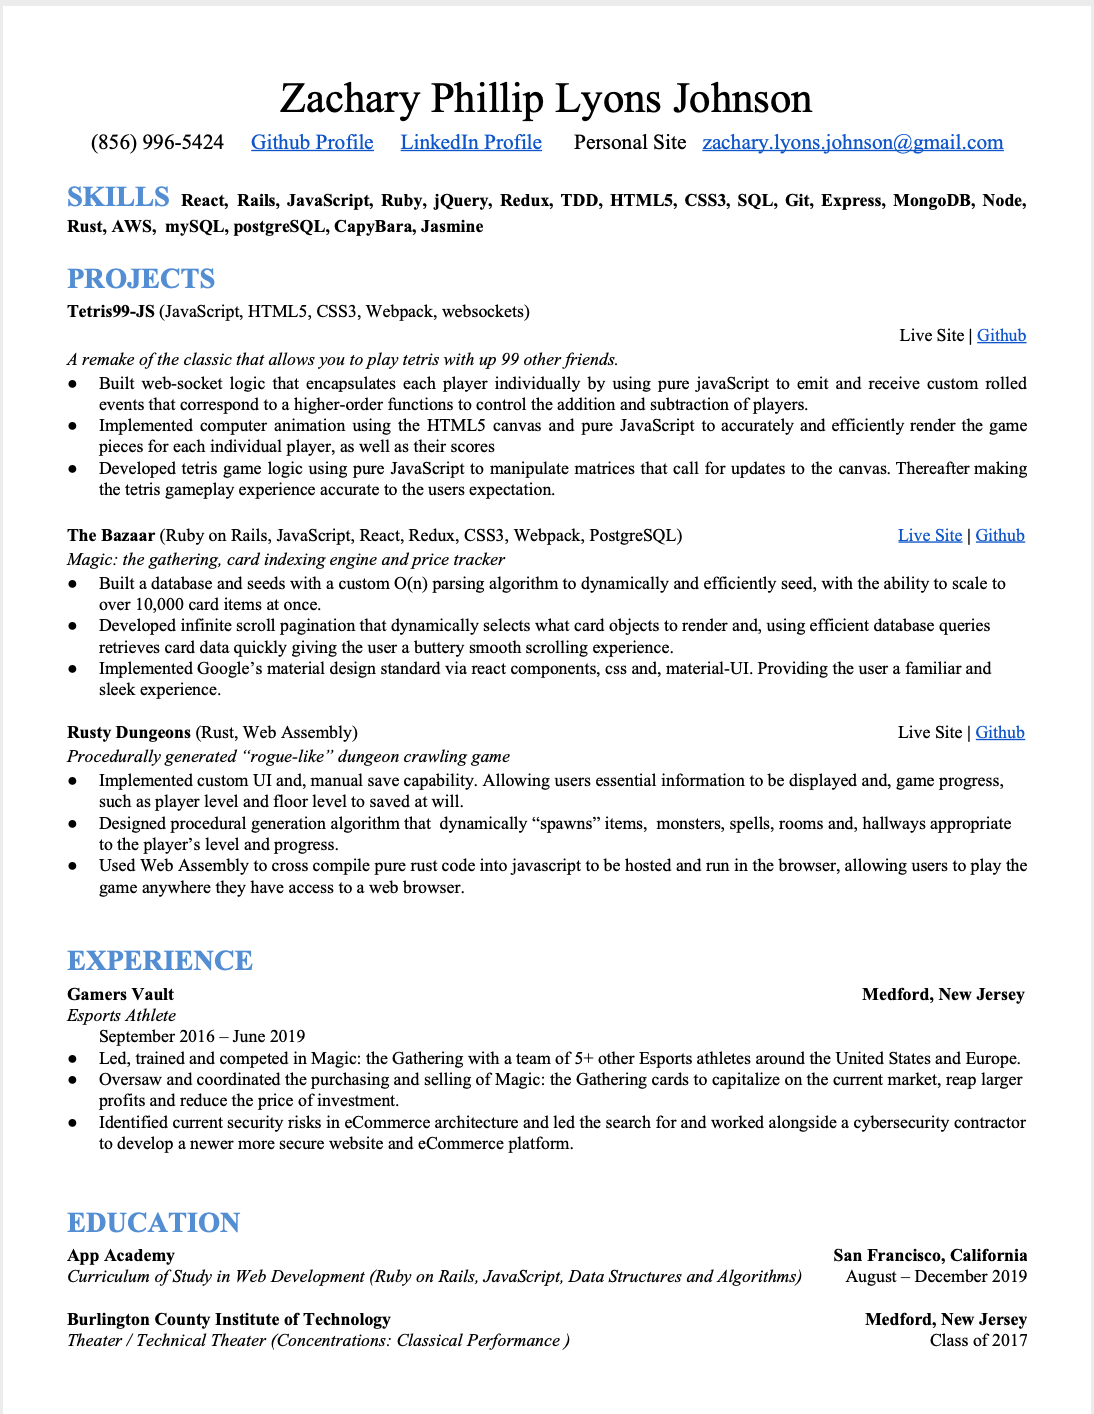 Zachary Phillip Lyons Johnson
(856) 996-5424 Github Profile LinkedIn Profile Personal Site zachary.lyons.johnson@gmail.com
SKILLS React, Rails, JavaScript, Ruby, jQuery, Redux, TDD, HTML5, CSS3, SQL, Git, Express, MongoDB, Node,
Rust, AWS, mySQL, postgreSQL, CapyBara, Jasmine
PROJECTS
Tetris99-JS (JavaScript, HTML5, CSS3, Webpack, websockets)
Live Site | Github
A remake of the classic that allows you to play tetris with up 99 other friends.
● Built web-socket logic that encapsulates each player individually by using pure javaScript to emit and receive custom rolled
events that correspond to a higher-order functions to control the addition and subtraction of players.
● Implemented computer animation using the HTML5 canvas and pure JavaScript to accurately and efficiently render the game
pieces for each individual player, as well as their scores
● Developed tetris game logic using pure JavaScript to manipulate matrices that call for updates to the canvas. Thereafter making
the tetris gameplay experience accurate to the users expectation.
The Bazaar (Ruby on Rails, JavaScript, React, Redux, CSS3, Webpack, PostgreSQL) Live Site | Github
Magic: the gathering, card indexing engine and price tracker
● Built a database and seeds with a custom O(n) parsing algorithm to dynamically and efficiently seed, with the ability to scale to
over 10,000 card items at once.
● Developed infinite scroll pagination that dynamically selects what card objects to render and, using efficient database queries
retrieves card data quickly giving the user a buttery smooth scrolling experience.
● Implemented Google’s material design standard via react components, css and, material-UI. Providing the user a familiar and
sleek experience.
Rusty Dungeons (Rust, Web Assembly) Live Site | Github
Procedurally generated “rogue-like” dungeon crawling game
● Implemented custom UI and, manual save capability. Allowing users essential information to be displayed and, game progress,
such as player level and floor level to saved at will.
● Designed procedural generation algorithm that dynamically “spawns” items, monsters, spells, rooms and, hallways appropriate
to the player’s level and progress.
● Used Web Assembly to cross compile pure rust code into javascript to be hosted and run in the browser, allowing users to play the
game anywhere they have access to a web browser.
EXPERIENCE
Gamers Vault Medford, New Jersey
Esports Athlete
September 2016 – June 2019
● Led, trained and competed in Magic: the Gathering with a team of 5+ other Esports athletes around the United States and Europe.
● Oversaw and coordinated the purchasing and selling of Magic: the Gathering cards to capitalize on the current market, reap larger
profits and reduce the price of investment.
● Identified current security risks in eCommerce architecture and led the search for and worked alongside a cybersecurity contractor
to develop a newer more secure website and eCommerce platform.
EDUCATION
App Academy San Francisco, California
Curriculum of Study in Web Development (Ruby on Rails, JavaScript, Data Structures and Algorithms) August – December 2019
Burlington County Institute of Technology Medford, New Jersey
Theater / Technical Theater (Concentrations: Classical Performance ) Class of 2017